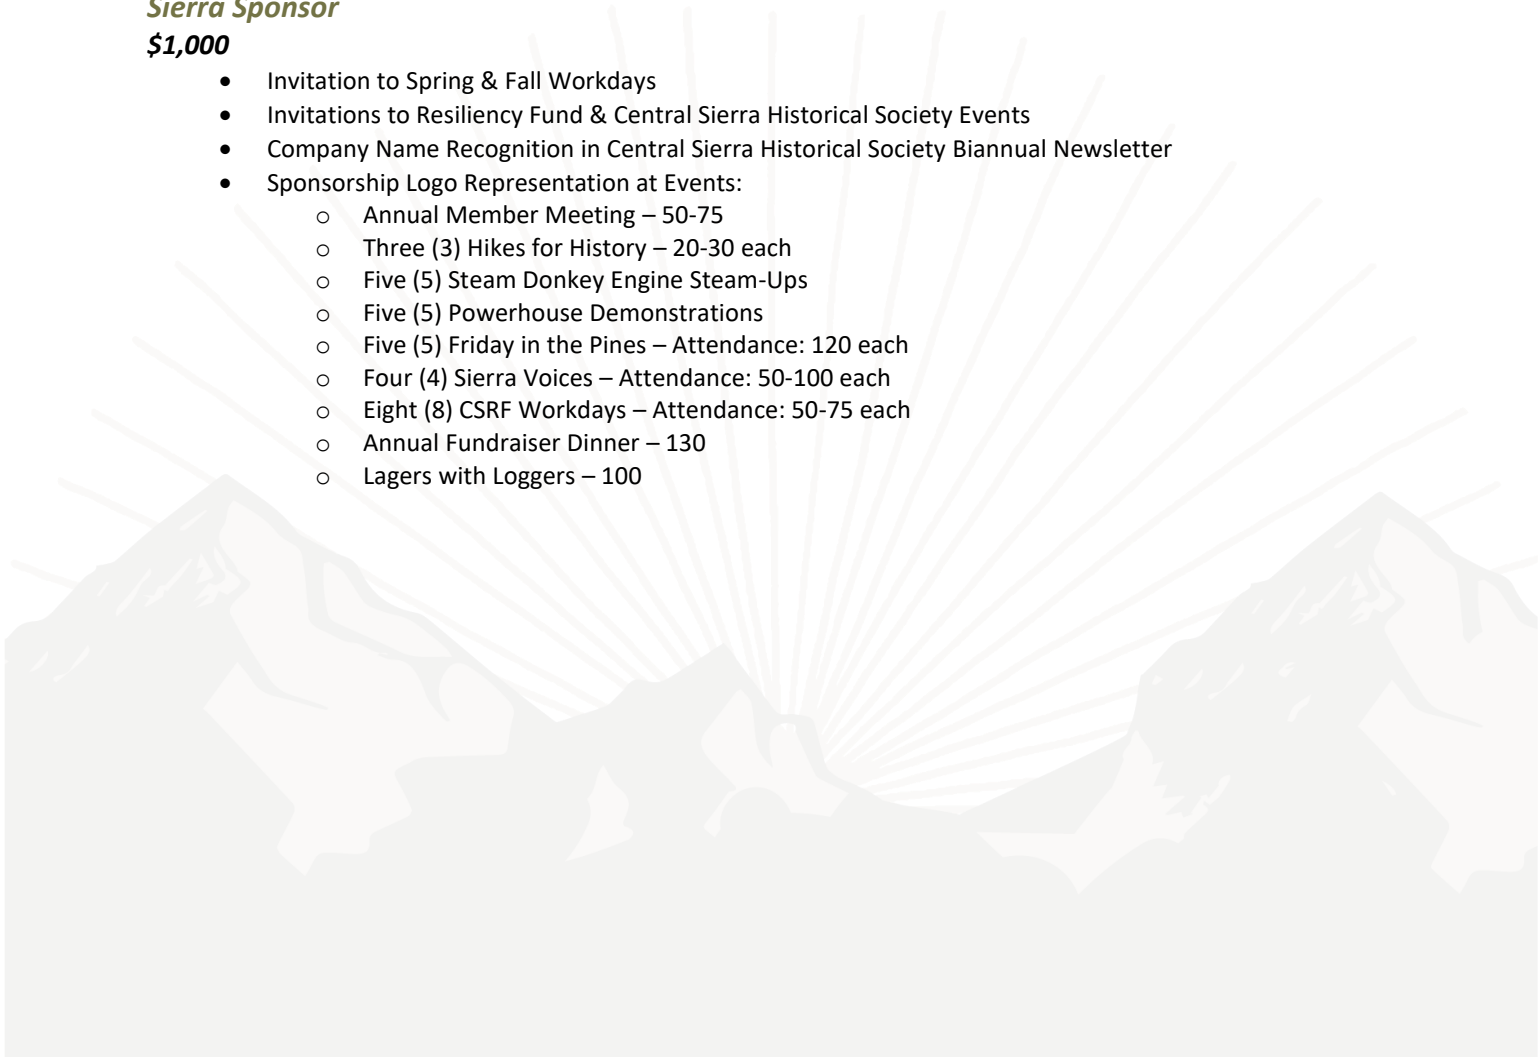 Sierra Sponsor
$1,000
• Invitation to Spring & Fall Workdays
• Invitations to Resiliency Fund & Central Sierra Historical Society Events
• Company Name Recognition in Central Sierra Historical Society Biannual Newsletter
• Sponsorship Logo Representation at Events:
o Annual Member Meeting – 50-75
o Three (3) Hikes for History – 20-30 each
o Five (5) Steam Donkey Engine Steam-Ups
o Five (5) Powerhouse Demonstrations
o Five (5) Friday in the Pines – Attendance: 120 each
o Four (4) Sierra Voices – Attendance: 50-100 each
o Eight (8) CSRF Workdays – Attendance: 50-75 each
o Annual Fundraiser Dinner – 130
o Lagers with Loggers – 100